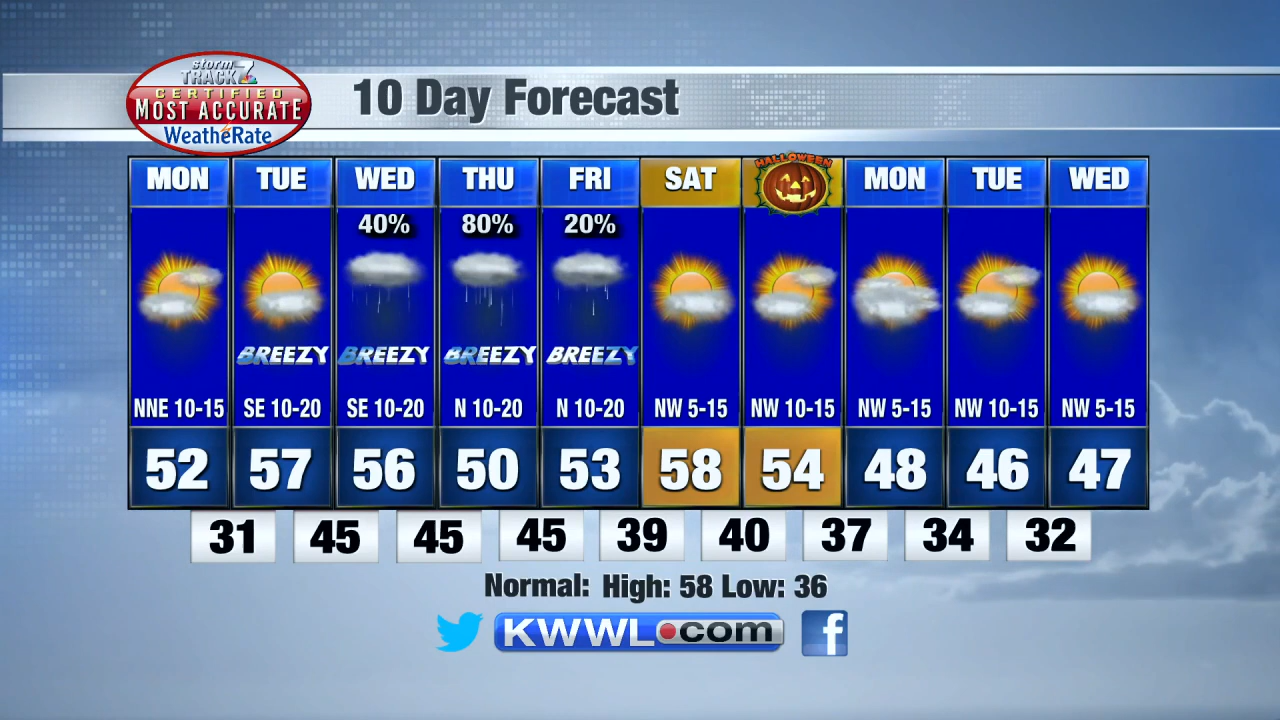 storm
TRACK 7
CERTIFIED
MOST ACCURATE
WeatheRate
10 Day Forecast
MON TUE WED THU FRI SAT HALLOWEEN MON TUE WED
40% 80% 20%
BREEZY BREEZY BREEZY BREEZY
NNE 10-15 SE 10-20 SE 10-20 N 10-20 N 10-20 NW 5-15 NW 10-15 NW 5-15 NW 10-15 NW 5-15
52 57 56 50 53 58 54 48 46 47
31 45 45 45 39 40 37 34 32
Normal: High: 58 Low: 36
KWWL.com f